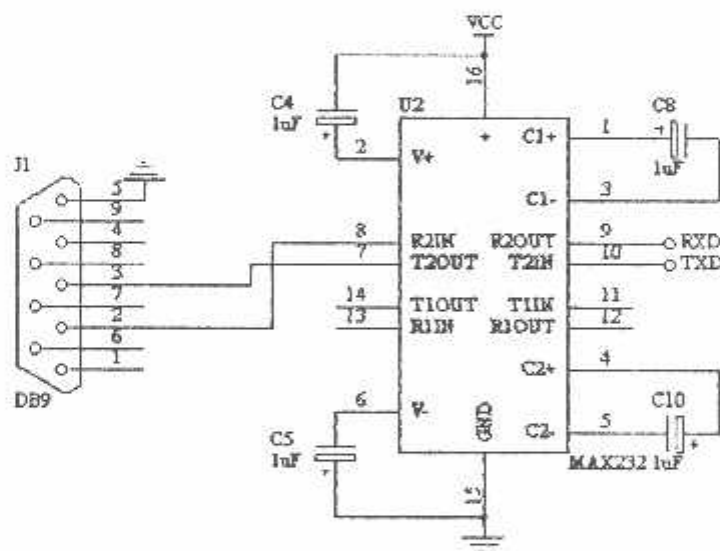 VCC
16
C4
1uF
+
U2
+
C1+
1
C8
+
1uF
2
V+
C1-
3
J1
5
9
4
8
3
7
2
6
1
DB9
8
R2IN
R2OUT
9
RXD
7
T2OUT
T2IN
10
TXD
14
T1OUT
T1IN
11
13
R1IN
R1OUT
12
C2+
4
6
V-
C5
1uF
+
GND
C2-
5
C10
+
MAX232
1uF
15